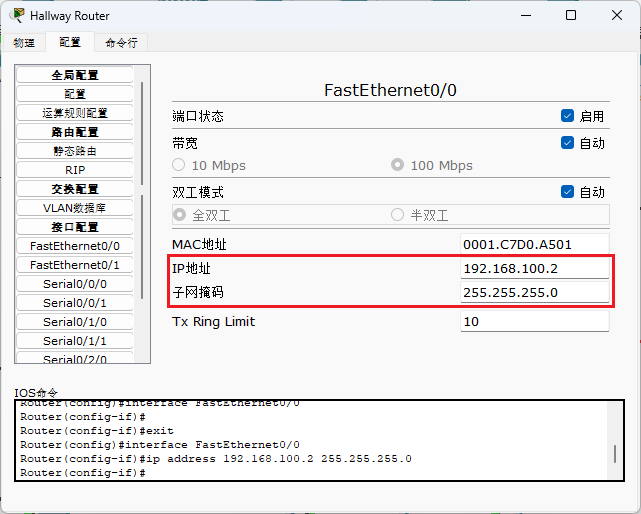 Hallway Router
物理 配置 命令行
全局配置
配置
运算规则配置
路由配置
静态路由
RIP
交换配置
VLAN数据库
接口配置
FastEthernet0/0
FastEthernet0/1
Serial0/0/0
Serial0/0/1
Serial0/1/0
Serial0/1/1
Serial0/2/0
FastEthernet0/0
端口状态 启用
带宽 自动
10 Mbps 100 Mbps
双工模式 自动
全双工 半双工
MAC地址 0001.C7D0.A501
IP地址 192.168.100.2
子网掩码 255.255.255.0
Tx Ring Limit 10
IOS命令
Router(config)#interface FastEthernet0/0
Router(config-if)#
Router(config-if)#exit
Router(config)#interface FastEthernet0/0
Router(config-if)#ip address 192.168.100.2 255.255.255.0
Router(config-if)#